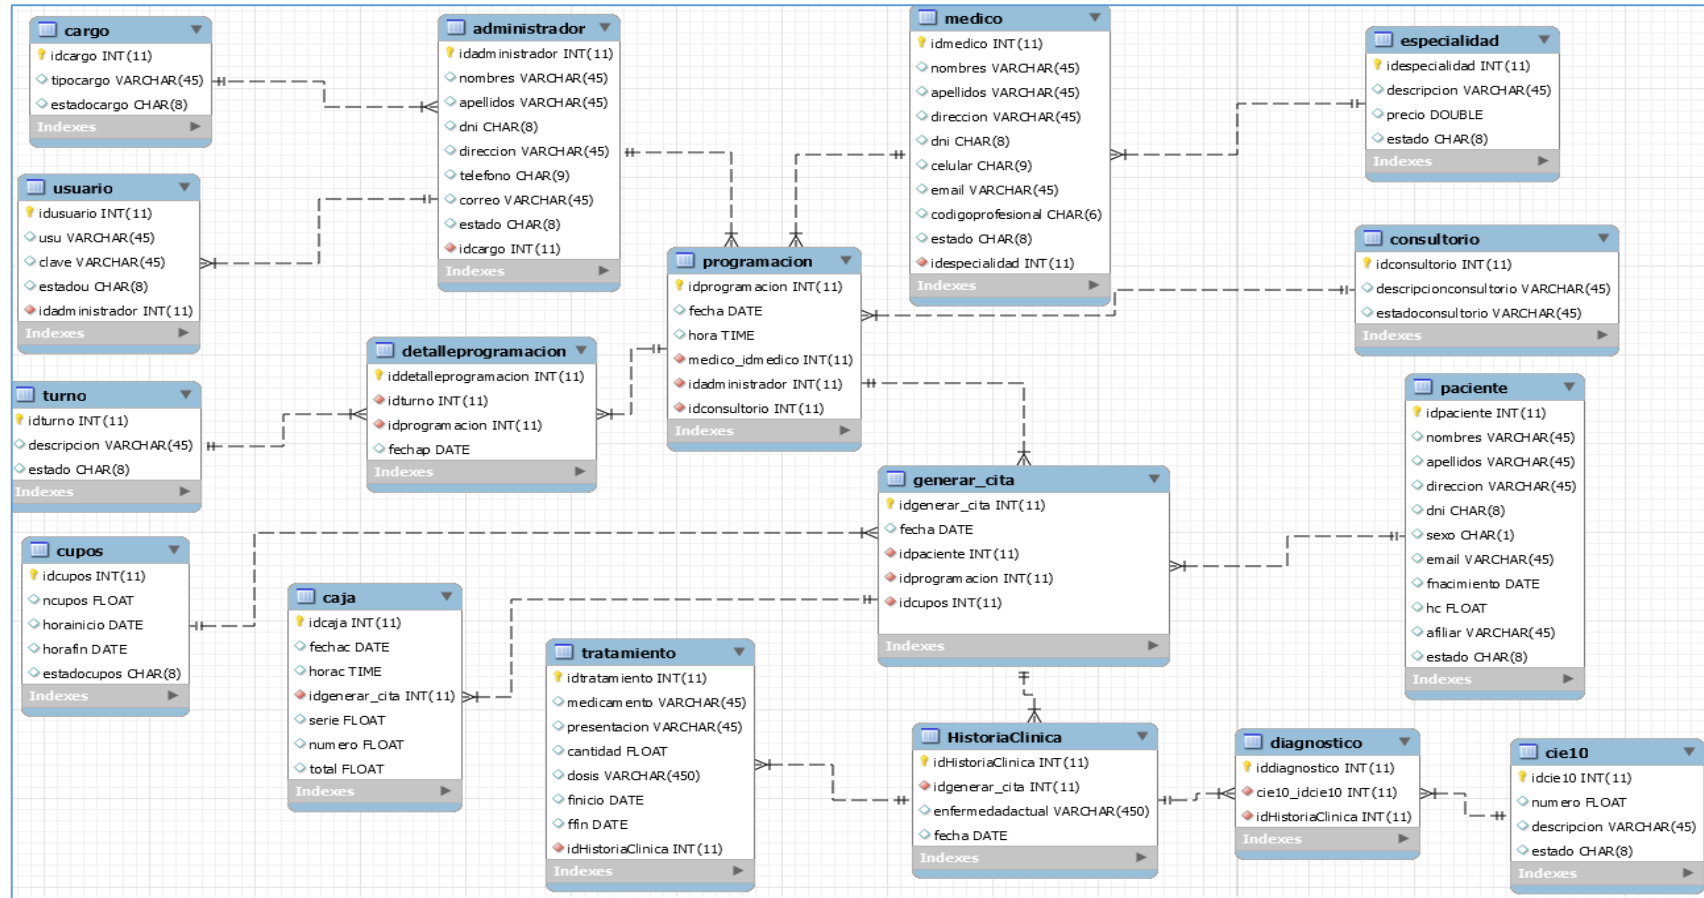 cargo
idcargo INT(11)
tipocargo VARCHAR(45)
estadocargo CHAR(8)
Indexes
administrador
idadministrador INT(11)
nombres VARCHAR(45)
apellidos VARCHAR(45)
dni CHAR(8)
direccion VARCHAR(45)
telefono CHAR(9)
correo VARCHAR(45)
estado CHAR(8)
idcargo INT(11)
Indexes
medico
idmedico INT(11)
nombres VARCHAR(45)
apellidos VARCHAR(45)
direccion VARCHAR(45)
dni CHAR(8)
celular CHAR(9)
email VARCHAR(45)
codigoprofesional CHAR(6)
estado CHAR(8)
idespecialidad INT(11)
Indexes
especialidad
idespecialidad INT(11)
descripcion VARCHAR(45)
precio DOUBLE
estado CHAR(8)
Indexes
usuario
idusuario INT(11)
usu VARCHAR(45)
clave VARCHAR(45)
estadou CHAR(8)
idadministrador INT(11)
Indexes
programacion
idprogramacion INT(11)
fecha DATE
hora TIME
medico_idmedico INT(11)
idadministrador INT(11)
idconsultorio INT(11)
Indexes
consultorio
idconsultorio INT(11)
descripcionconsultorio VARCHAR(45)
estadoconsultorio VARCHAR(45)
Indexes
detalleprogramacion
iddetalleprogramacion INT(11)
idturno INT(11)
idprogramacion INT(11)
fechap DATE
Indexes
turno
idturno INT(11)
descripcion VARCHAR(45)
estado CHAR(8)
Indexes
paciente
idpaciente INT(11)
nombres VARCHAR(45)
apellidos VARCHAR(45)
direccion VARCHAR(45)
dni CHAR(8)
sexo CHAR(1)
email VARCHAR(45)
fnacimiento DATE
hc FLOAT
afiliar VARCHAR(45)
estado CHAR(8)
Indexes
generar_cita
idgenerar_cita INT(11)
fecha DATE
idpaciente INT(11)
idprogramacion INT(11)
idcupos INT(11)
Indexes
cupos
idcupos INT(11)
ncupos FLOAT
horainicio DATE
horafin DATE
estadocupos CHAR(8)
Indexes
caja
idcaja INT(11)
fechac DATE
horac TIME
idgenerar_cita INT(11)
serie FLOAT
numero FLOAT
total FLOAT
Indexes
tratamiento
idtratamiento INT(11)
medicamento VARCHAR(45)
presentacion VARCHAR(45)
cantidad FLOAT
dosis VARCHAR(450)
finicio DATE
ffin DATE
idHistoriaClinica INT(11)
Indexes
HistoriaClinica
idHistoriaClinica INT(11)
idgenerar_cita INT(11)
enfermedadactual VARCHAR(450)
fecha DATE
Indexes
diagnostico
iddiagnostico INT(11)
cie10_idcie10 INT(11)
idHistoriaClinica INT(11)
Indexes
cie10
idcie10 INT(11)
numero FLOAT
descripcion VARCHAR(45)
estado CHAR(8)
Indexes